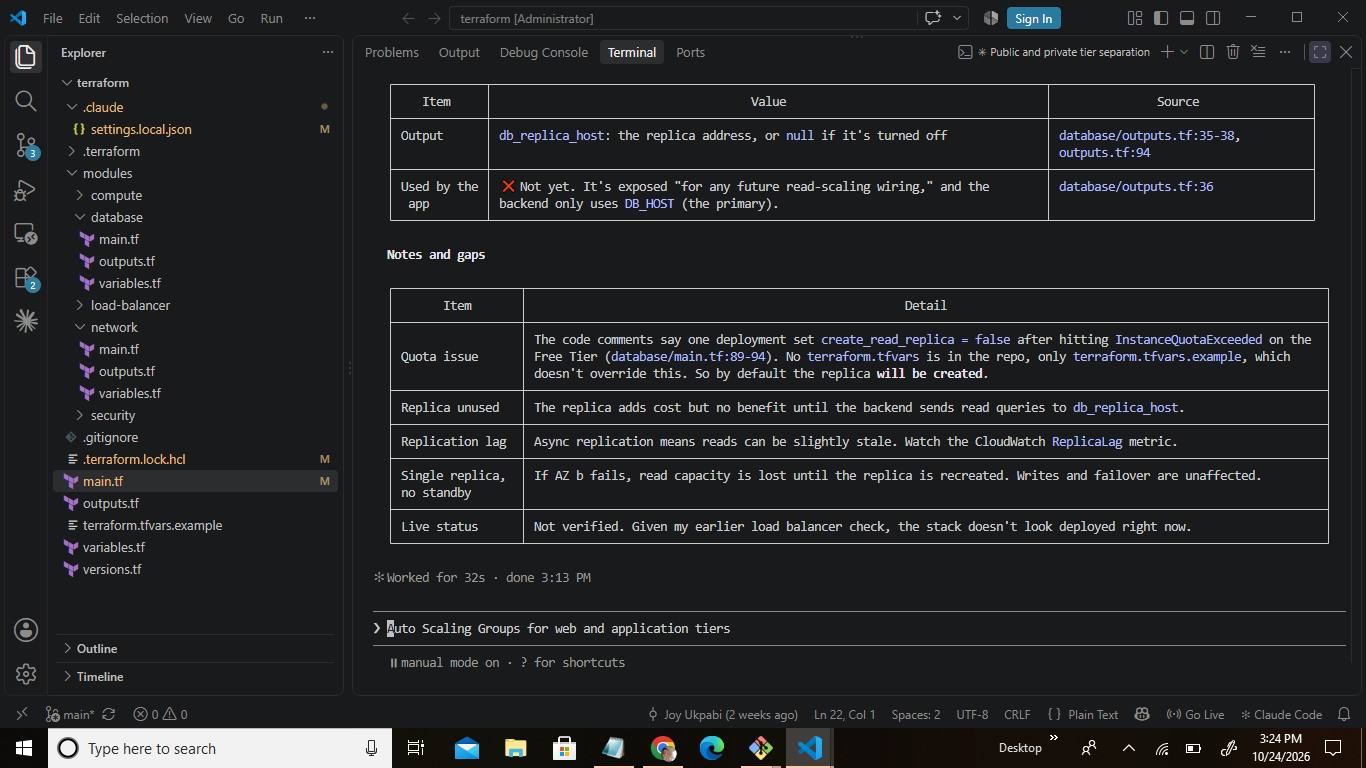 File Edit Selection View Go Run ···
terraform [Administrator]
Sign In
Explorer ···
terraform
.claude
{} settings.local.json M
.terraform
modules
compute
database
main.tf
outputs.tf
variables.tf
load-balancer
network
main.tf
outputs.tf
variables.tf
security
.gitignore
.terraform.lock.hcl M
main.tf M
outputs.tf
terraform.tfvars.example
variables.tf
versions.tf
Outline
Timeline
3
2
Problems Output Debug Console Terminal Ports
Public and private tier separation
Item Value Source
Output db_replica_host: the replica address, or null if it's turned off database/outputs.tf:35-38,
outputs.tf:94
Used by the ❌ Not yet. It's exposed "for any future read-scaling wiring," and the database/outputs.tf:36
app backend only uses DB_HOST (the primary).
Notes and gaps
Item Detail
The code comments say one deployment set create_read_replica = false after hitting InstanceQuotaExceeded on the
Quota issue Free Tier (database/main.tf:89-94). No terraform.tfvars is in the repo, only terraform.tfvars.example, which
doesn't override this. So by default the replica will be created.
Replica unused The replica adds cost but no benefit until the backend sends read queries to db_replica_host.
Replication lag Async replication means reads can be slightly stale. Watch the CloudWatch ReplicaLag metric.
Single replica, If AZ b fails, read capacity is lost until the replica is recreated. Writes and failover are unaffected.
no standby
Live status Not verified. Given my earlier load balancer check, the stack doesn't look deployed right now.
✻ Worked for 32s · done 3:13 PM
❯ Auto Scaling Groups for web and application tiers
⏸ manual mode on · ? for shortcuts
main* 0 0 Joy Ukpabi (2 weeks ago) Ln 22, Col 1 Spaces: 2 UTF-8 CRLF {} Plain Text Go Live Claude Code
Type here to search
Desktop
3:24 PM
10/24/2026